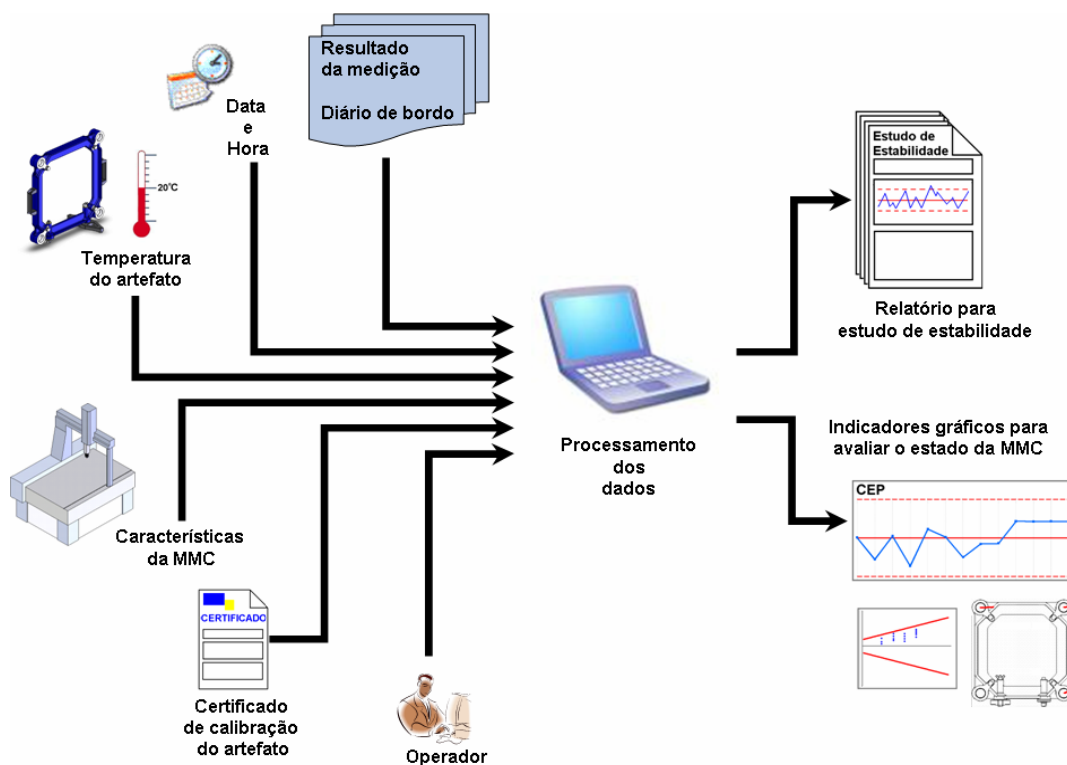 Resultado
da medição
Diário de bordo
Data
e
Hora
20°C
Temperatura
do artefato
Estudo de
Estabilidade
Relatório para
estudo de estabilidade
Processamento
dos
dados
Indicadores gráficos para
avaliar o estado da MMC
CEP
Características
da MMC
CERTIFICADO
Certificado
de calibração
do artefato
Operador